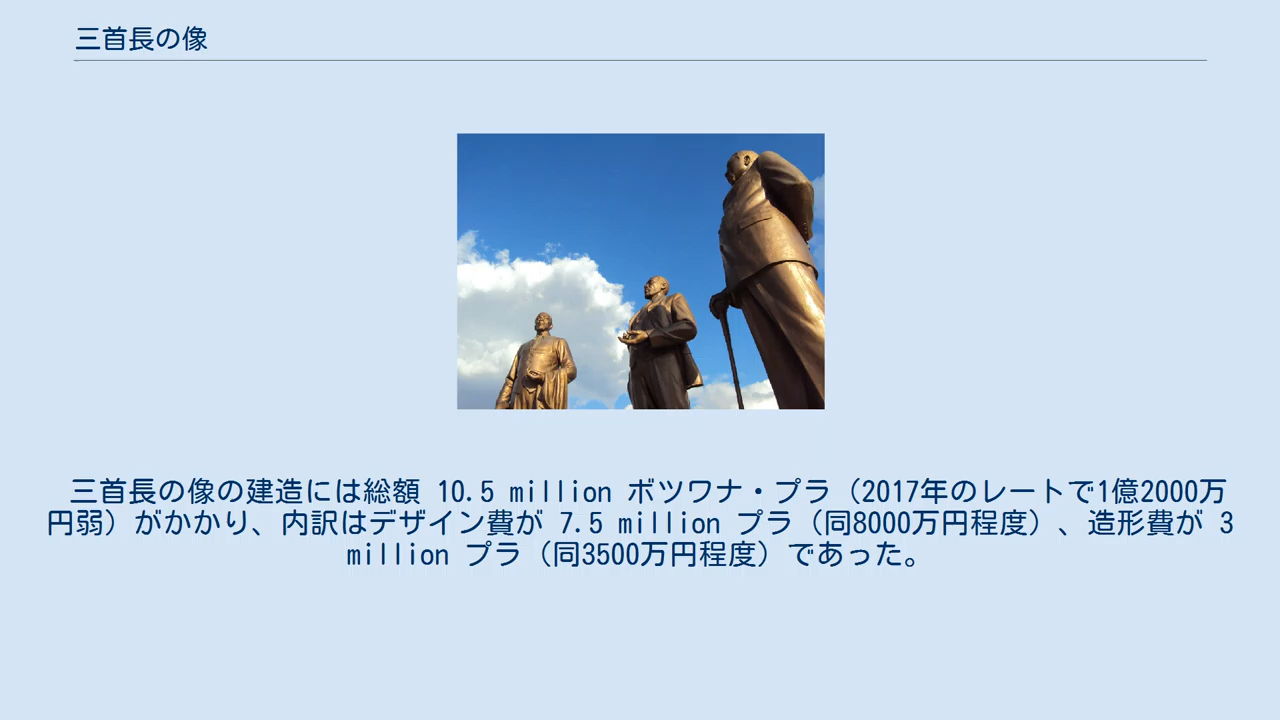 三首長の像
三首長の像の建造には総額 10.5 million ボツワナ・プラ（2017年のレートで1億2000万
円弱）がかかり、内訳はデザイン費が 7.5 million プラ（同8000万円程度）、造形費が 3
million プラ（同3500万円程度）であった。